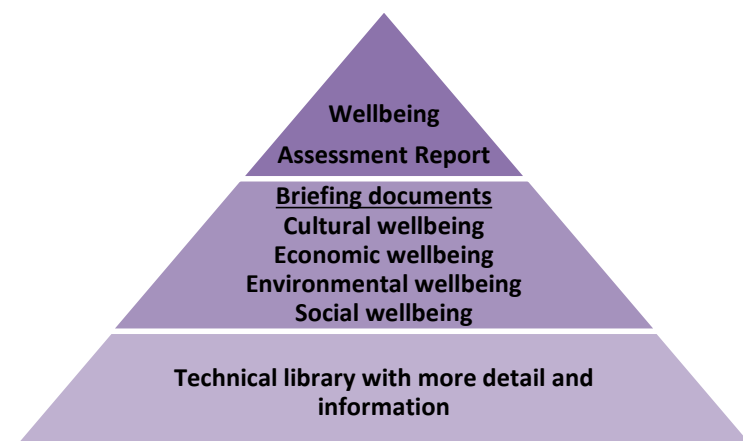 Wellbeing
Assessment Report
Briefing documents
Cultural wellbeing
Economic wellbeing
Environmental wellbeing
Social wellbeing
Technical library with more detail and
information